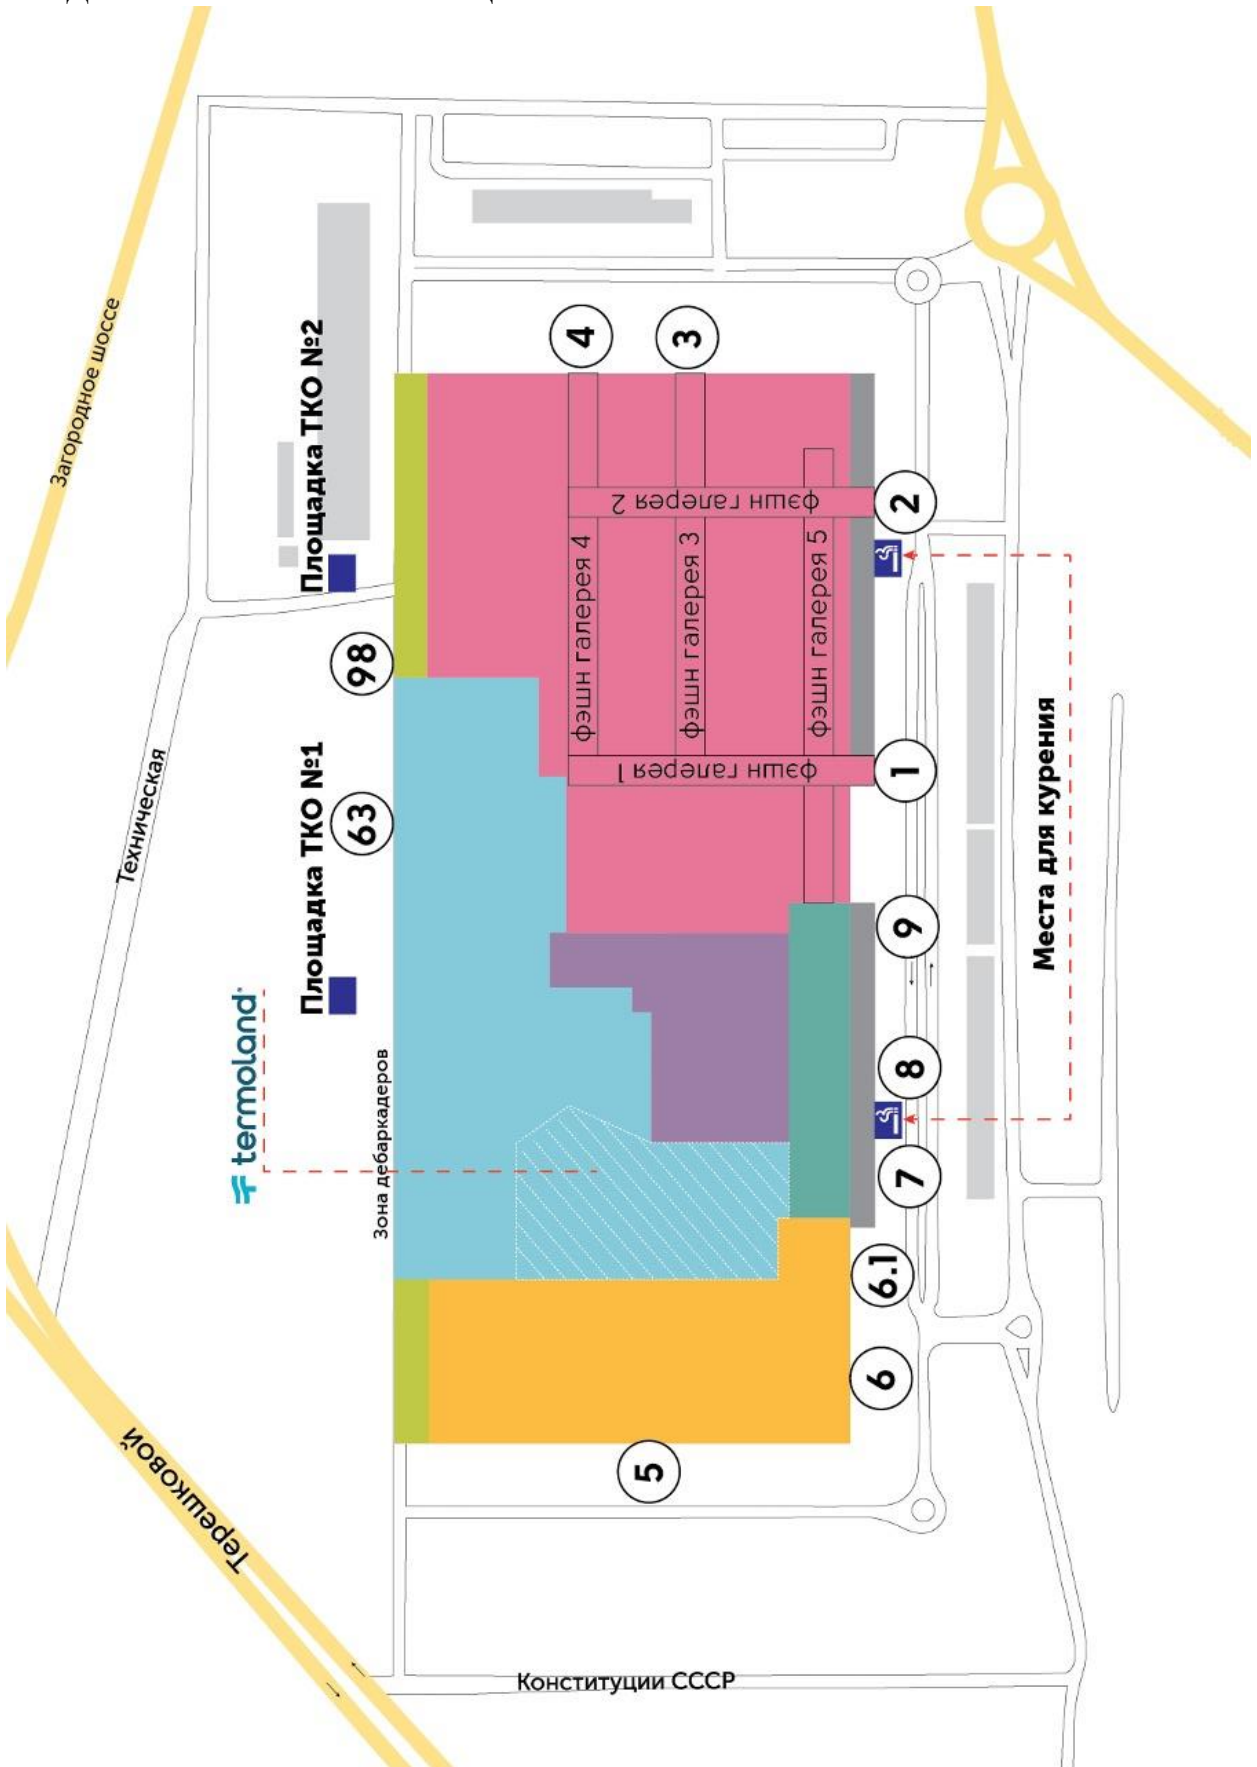 Загородное шоссе
Техническая
Терешковой
Конституции СССР
Площадка ТКО №2
Площадка ТКО №1
termoland
Зона дебаркадеров
98
63
4
3
2
1
9
8
7
6.1
6
5
фэшн галерея 4
фэшн галерея 3
фэшн галерея 5
фэшн галерея 2
фэшн галерея 1
Места для курения